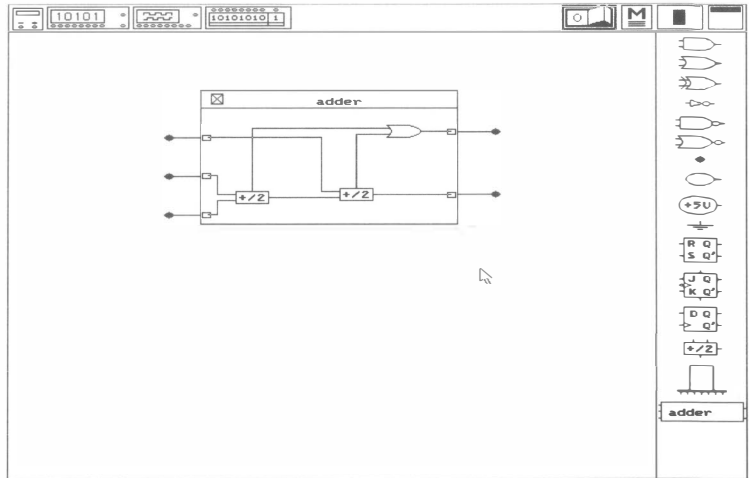 10101
10101010 1
M
adder
+/2
+/2
+5V
R Q
S Q'
J Q
K Q'
D Q
Q'
+/2
adder